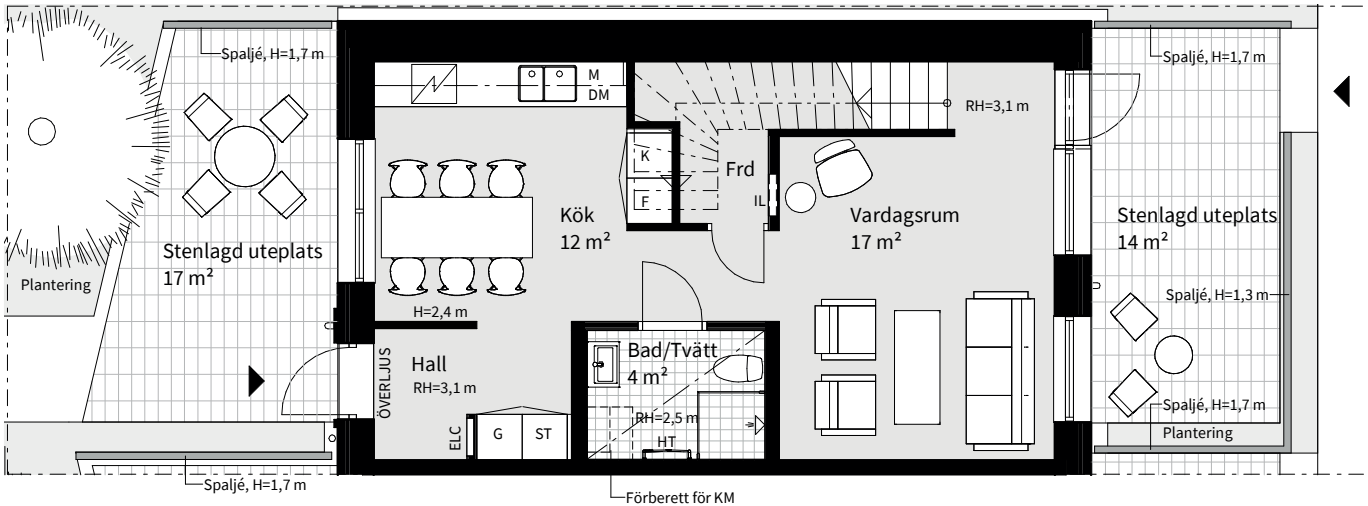 Spaljé, H=1,7 m
M
DM
RH=3,1 m
Spaljé, H=1,7 m
K
F
Frd
IL
Kök
12 m²
Vardagsrum
17 m²
Stenlagd uteplats
14 m²
Stenlagd uteplats
17 m²
Plantering
H=2,4 m
Spaljé, H=1,3 m
Hall
RH=3,1 m
ÖVERLJUS
Bad/Tvätt
4 m²
RH=2,5 m
HT
ELC
G
ST
Spaljé, H=1,7 m
Plantering
Spaljé, H=1,7 m
Förberett för KM